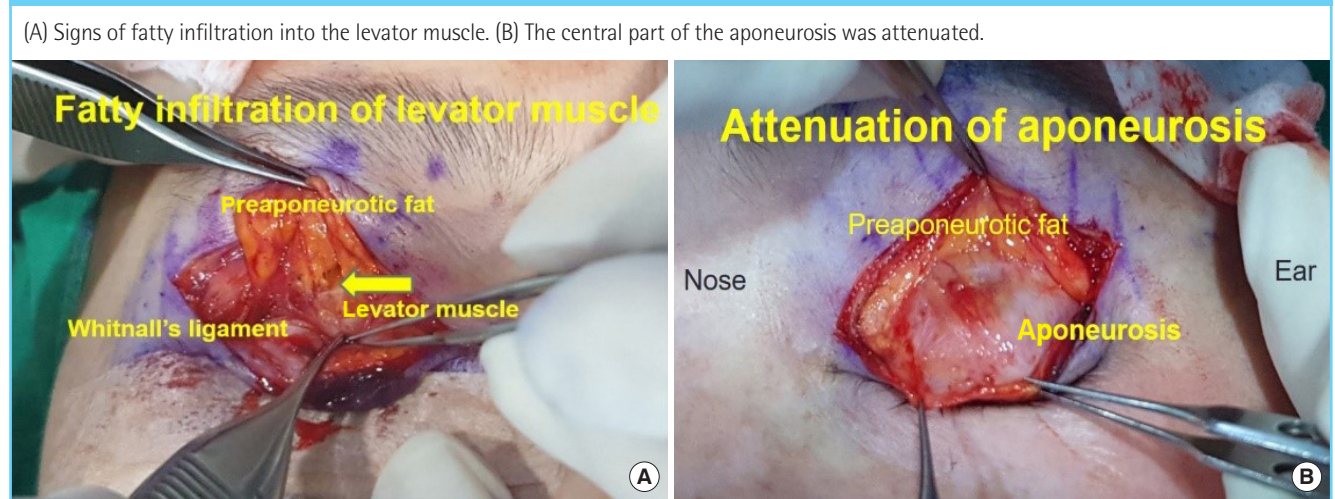 (A) Signs of fatty infiltration into the levator muscle. (B) The central part of the aponeurosis was attenuated.
Fatty infiltration of levator muscle
Preaponeurotic fat
Levator muscle
Whitnall's ligament
A
Attenuation of aponeurosis
Preaponeurotic fat
Nose
Ear
Aponeurosis
B